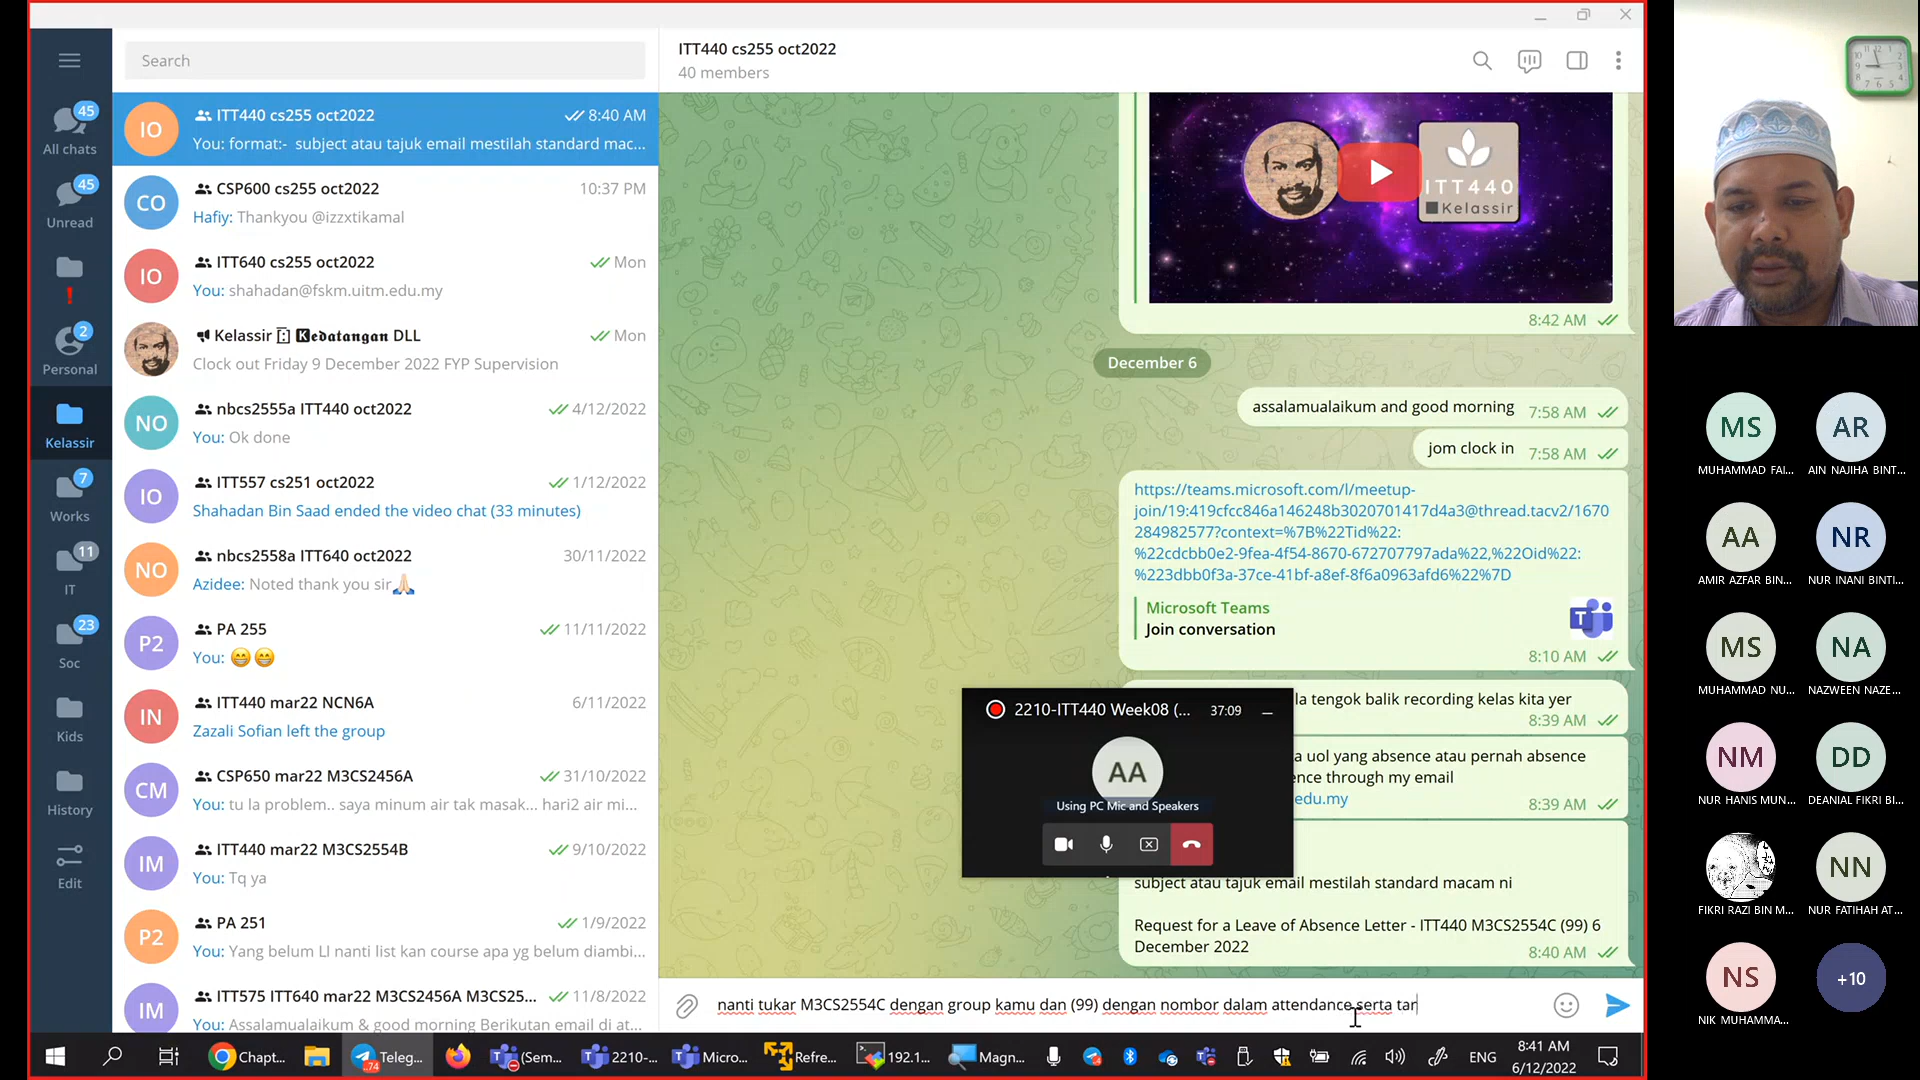 Search
All chats
45
Unread
45
Personal
2
Kelassir
Works
7
IT
11
Soc
23
Kids
History
Edit
IO
ITT440 cs255 oct2022
8:40 AM
You: format:- subject atau tajuk email mestilah standard mac...
CO
CSP600 cs255 oct2022
10:37 PM
Hafiy: Thankyou @izzxtikamal
IO
ITT640 cs255 oct2022
Mon
You: shahadan@fskm.uitm.edu.my
Kelassir 🅺𝖊𝖉𝖆𝖙𝖆𝖓𝖌𝖆𝖓 DLL
Mon
Clock out Friday 9 December 2022 FYP Supervision
NO
nbcs2555a ITT440 oct2022
4/12/2022
You: Ok done
IO
ITT557 cs251 oct2022
1/12/2022
Shahadan Bin Saad ended the video chat (33 minutes)
NO
nbcs2558a ITT640 oct2022
30/11/2022
Azidee: Noted thank you sir🙏🏻
P2
PA 255
11/11/2022
You: 😁😁
IN
ITT440 mar22 NCN6A
6/11/2022
Zazali Sofian left the group
CM
CSP650 mar22 M3CS2456A
31/10/2022
You: tu la problem.. saya minum air tak masak... hari2 air mi...
IM
ITT440 mar22 M3CS2554B
9/10/2022
You: Tq ya
P2
PA 251
1/9/2022
You: Yang belum LI nanti list kan course apa yg belum diambi...
IM
ITT575 ITT640 mar22 M3CS2456A M3CS25...
11/8/2022
You: Assalamualaikum & good morning Berikutan email di at...
ITT440 cs255 oct2022
40 members
ITT440
Kelassir
8:42 AM
December 6
assalamualaikum and good morning
7:58 AM
jom clock in
7:58 AM
https://teams.microsoft.com/l/meetup-
join/19:419cfcc846a146248b3020701417d4a3@thread.tacv2/1670
284982577?context=%7B%22Tid%22:
%22cdcbb0e2-9fea-4f54-8670-672707797ada%22,%22Oid%22:
%223dbb0f3a-37ce-41bf-a8ef-8f6a0963afd6%22%7D
Microsoft Teams
Join conversation
8:10 AM
la tengok balik recording kelas kita yer
8:39 AM
a uol yang absence atau pernah absence
ence through my email
edu.my
8:39 AM
subject atau tajuk email mestilah standard macam ni
Request for a Leave of Absence Letter - ITT440 M3CS2554C (99) 6
December 2022
8:40 AM
2210-ITT440 Week08 (...
37:09
AA
Using PC Mic and Speakers
nanti tukar M3CS2554C dengan group kamu dan (99) dengan nombor dalam attendance serta tar
Chapt...
Teleg...
..74
(Sem...
2210-...
Micro...
Refre...
192.1...
Magn...
ENG
8:41 AM
6/12/2022
MS
MUHAMMAD FAI...
AR
AIN NAJIHA BINT...
AA
AMIR AZFAR BIN...
NR
NUR INANI BINTI...
MS
MUHAMMAD NU...
NA
NAZWEEN NAZE...
NM
NUR HANIS MUN...
DD
DEANIAL FIKRI BI...
FIKRI RAZI BIN M...
NN
NUR FATIHAH AT...
NS
NIK MUHAMMA...
+10